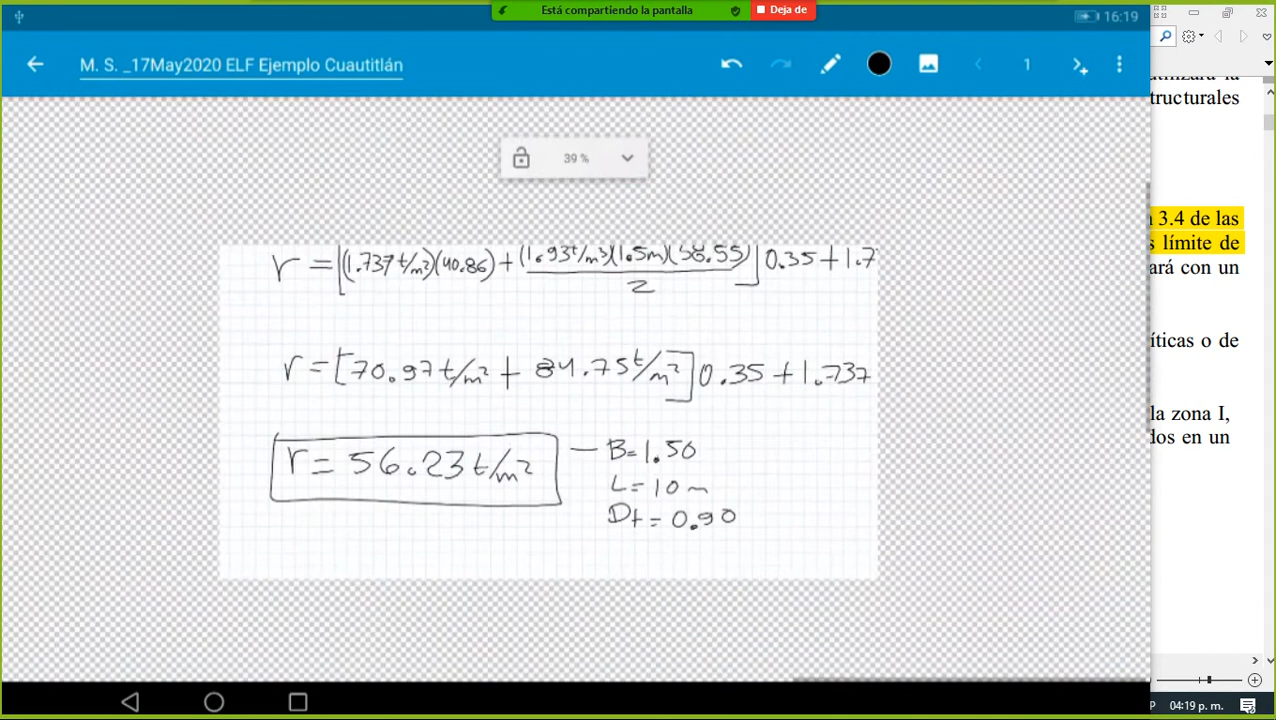 Está compartiendo la pantalla
Deja de
16:19
M. S. _17May2020 ELF Ejemplo Cuautitlán
1
39 %
r = [(1.737 t/m²)(40.86) + (1.93 t/m³)(1.5m)(58.55) / 2] 0.35 + 1.7
r = [70.97 t/m² + 84.75 t/m²] 0.35 + 1.737
r = 56.23 t/m²
— B = 1.50
L = 10 m
Df = 0.90
utilizará la
tructurales
n 3.4 de las
s límite de
ará con un
íticas o de
la zona I,
dos en un
P 04:19 p. m.